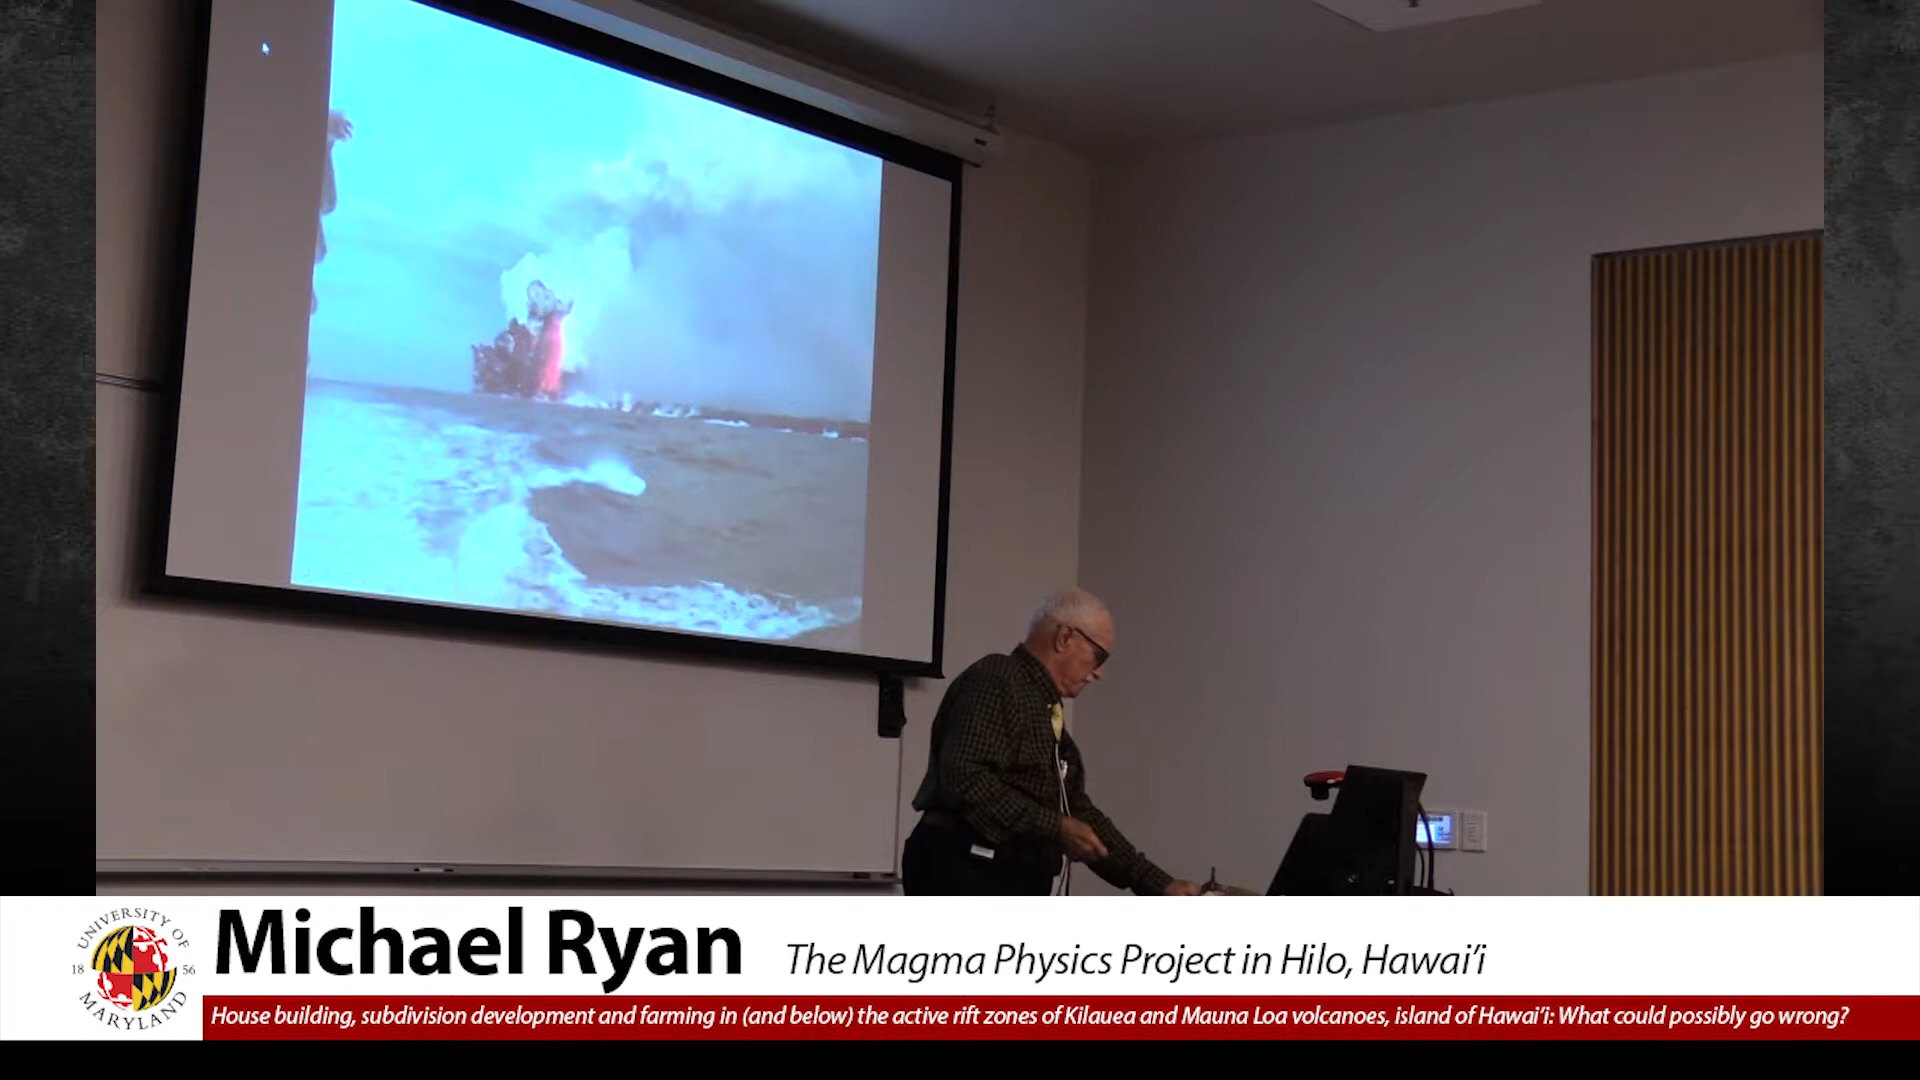 UNIVERSITY OF
18 56
MARYLAND
Michael Ryan
The Magma Physics Project in Hilo, Hawai‘i
House building, subdivision development and farming in (and below) the active rift zones of Kilauea and Mauna Loa volcanoes, island of Hawai‘i: What could possibly go wrong?